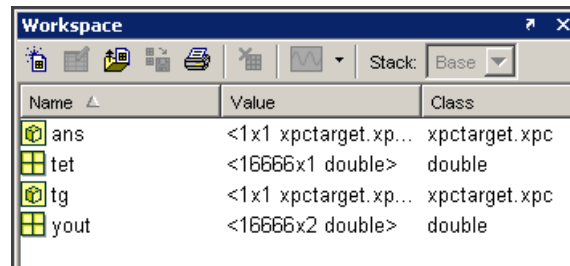 Workspace
Stack: Base
Name Value Class
ans <1x1 xpctarget.xp... xpctarget.xpc
tet <16666x1 double> double
tg <1x1 xpctarget.xp... xpctarget.xpc
yout <16666x2 double> double